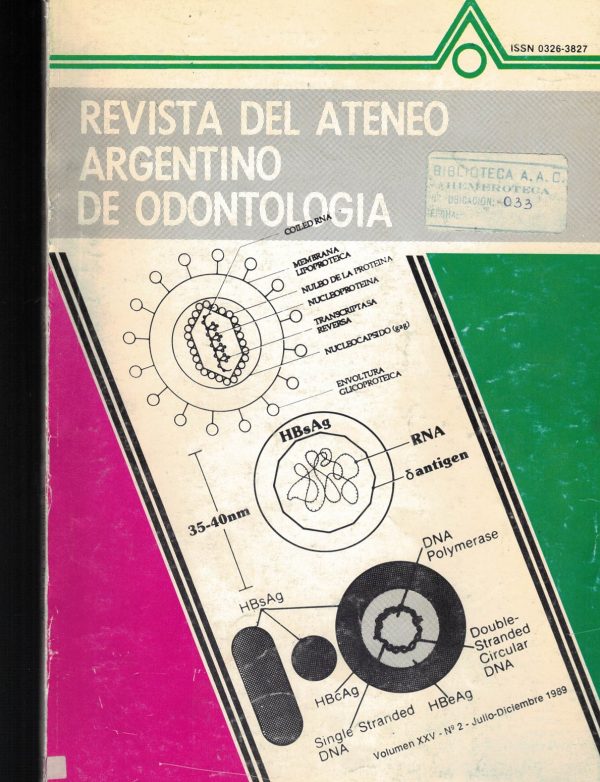 ISSN 0326-3827
REVISTA DEL ATENEO
ARGENTINO
DE ODONTOLOGIA
BIBLIOTECA A. A. O.
HEMEROTECA
UBICACION: 033
COILED RNA
MEMBRANA
LIPOPROTEICA
NULEO DE LA PROTEINA
NUCLEOPROTEINA
TRANSCRIPTASA
REVERSA
NUCLEOCAPSIDO (gag)
ENVOLTURA
GLICOPROTEICA
HBsAg
RNA
δ antigen
35-40nm
DNA
Polymerase
HBsAg
Double-
Stranded
Circular
DNA
HBcAg
HBeAg
Single Stranded
DNA
Volumen XXV - Nº 2 - Julio-Diciembre 1989